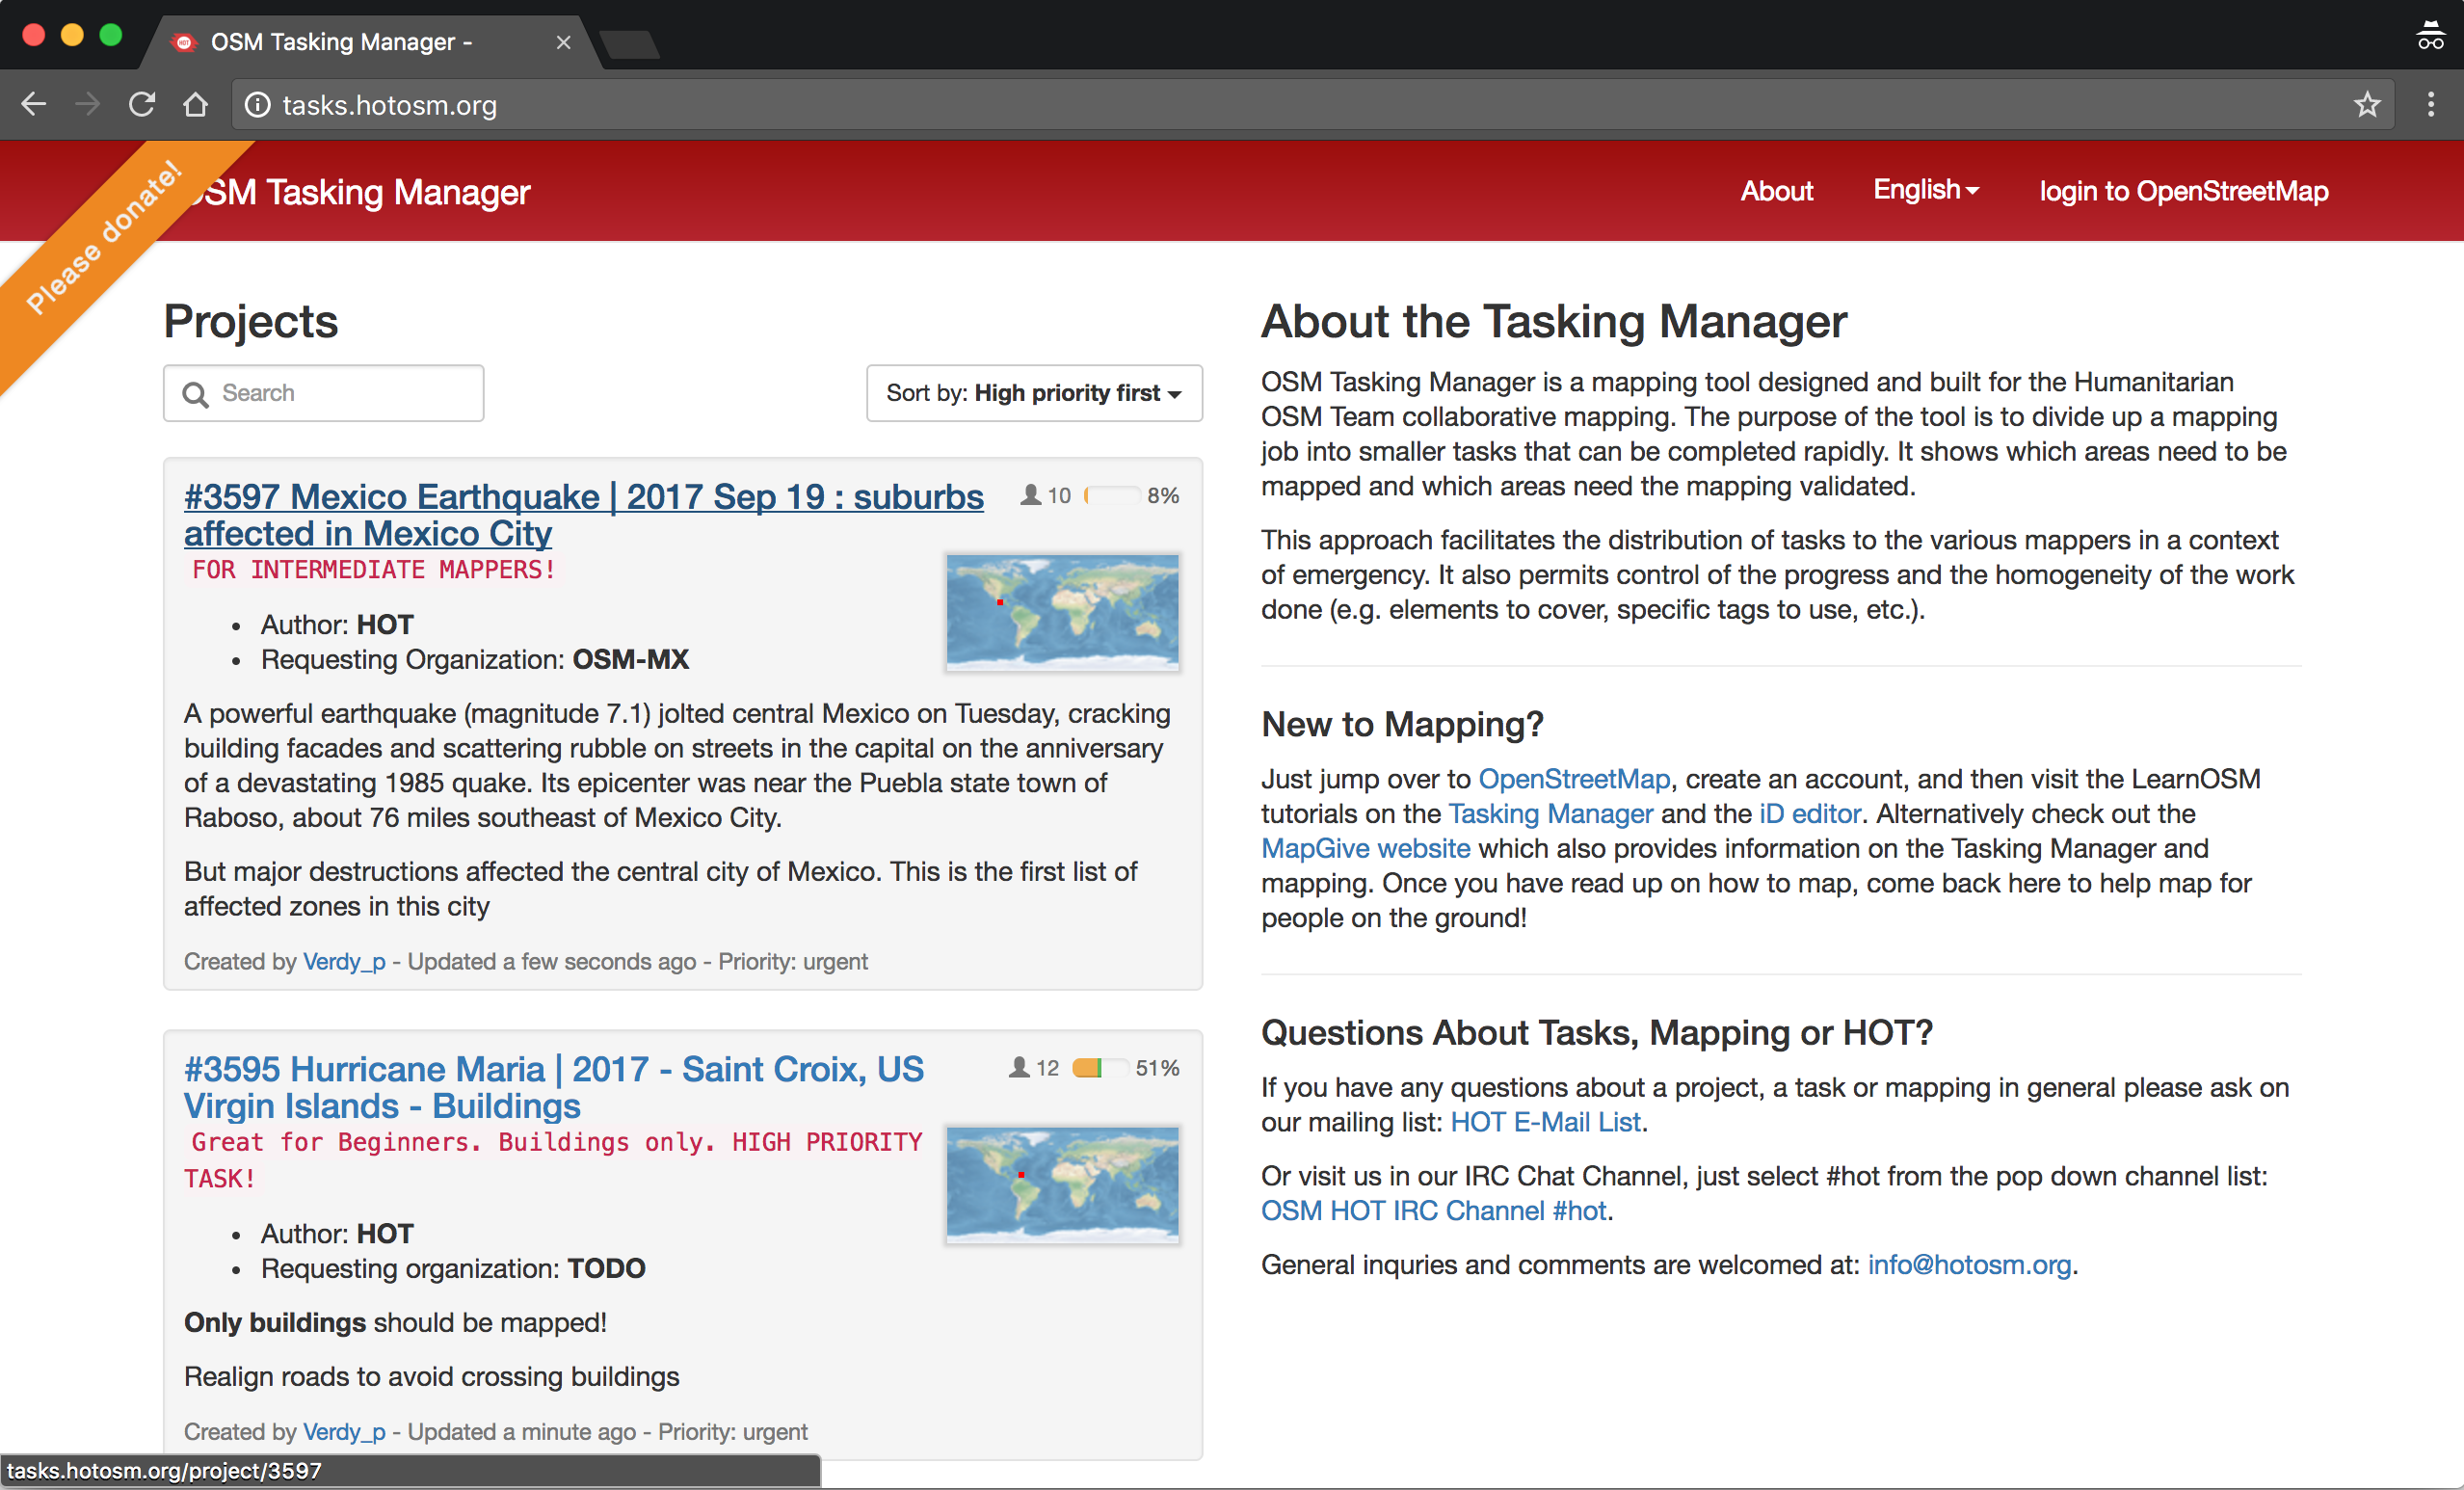 OSM Tasking Manager -
tasks.hotosm.org
Please donate!
OSM Tasking Manager
About
English
login to OpenStreetMap
Projects
Search
Sort by: High priority first
#3597 Mexico Earthquake | 2017 Sep 19 : suburbs
affected in Mexico City
10
8%
FOR INTERMEDIATE MAPPERS!
• Author: HOT
• Requesting Organization: OSM-MX
A powerful earthquake (magnitude 7.1) jolted central Mexico on Tuesday, cracking
building facades and scattering rubble on streets in the capital on the anniversary
of a devastating 1985 quake. Its epicenter was near the Puebla state town of
Raboso, about 76 miles southeast of Mexico City.
But major destructions affected the central city of Mexico. This is the first list of
affected zones in this city
Created by Verdy_p - Updated a few seconds ago - Priority: urgent
#3595 Hurricane Maria | 2017 - Saint Croix, US
Virgin Islands - Buildings
12
51%
Great for Beginners. Buildings only. HIGH PRIORITY
TASK!
• Author: HOT
• Requesting organization: TODO
Only buildings should be mapped!
Realign roads to avoid crossing buildings
Created by Verdy_p - Updated a minute ago - Priority: urgent
About the Tasking Manager
OSM Tasking Manager is a mapping tool designed and built for the Humanitarian
OSM Team collaborative mapping. The purpose of the tool is to divide up a mapping
job into smaller tasks that can be completed rapidly. It shows which areas need to be
mapped and which areas need the mapping validated.
This approach facilitates the distribution of tasks to the various mappers in a context
of emergency. It also permits control of the progress and the homogeneity of the work
done (e.g. elements to cover, specific tags to use, etc.).
New to Mapping?
Just jump over to OpenStreetMap, create an account, and then visit the LearnOSM
tutorials on the Tasking Manager and the iD editor. Alternatively check out the
MapGive website which also provides information on the Tasking Manager and
mapping. Once you have read up on how to map, come back here to help map for
people on the ground!
Questions About Tasks, Mapping or HOT?
If you have any questions about a project, a task or mapping in general please ask on
our mailing list: HOT E-Mail List.
Or visit us in our IRC Chat Channel, just select #hot from the pop down channel list:
OSM HOT IRC Channel #hot.
General inquries and comments are welcomed at: info@hotosm.org.
tasks.hotosm.org/project/3597